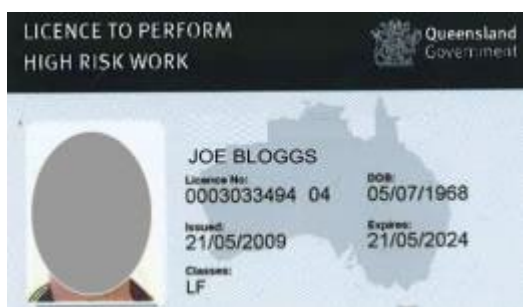 LICENCE TO PERFORM
HIGH RISK WORK
Queensland
Government
JOE BLOGGS
Licence No:
0003033494 04
DOB:
05/07/1968
Issued:
21/05/2009
Expires:
21/05/2024
Classes:
LF